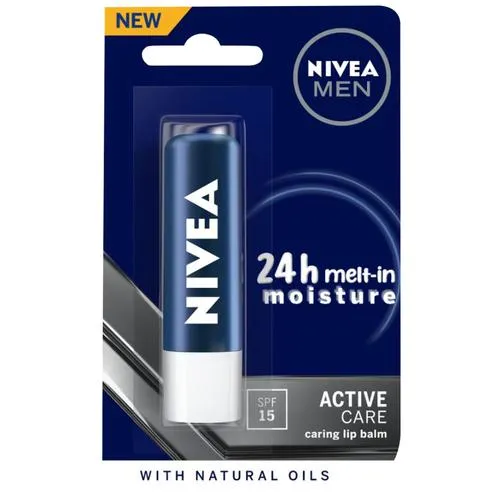 NEW
NIVEA
MEN
NIVEA
24h melt-in
moisture
SPF
15
ACTIVE
CARE
caring lip balm
WITH NATURAL OILS